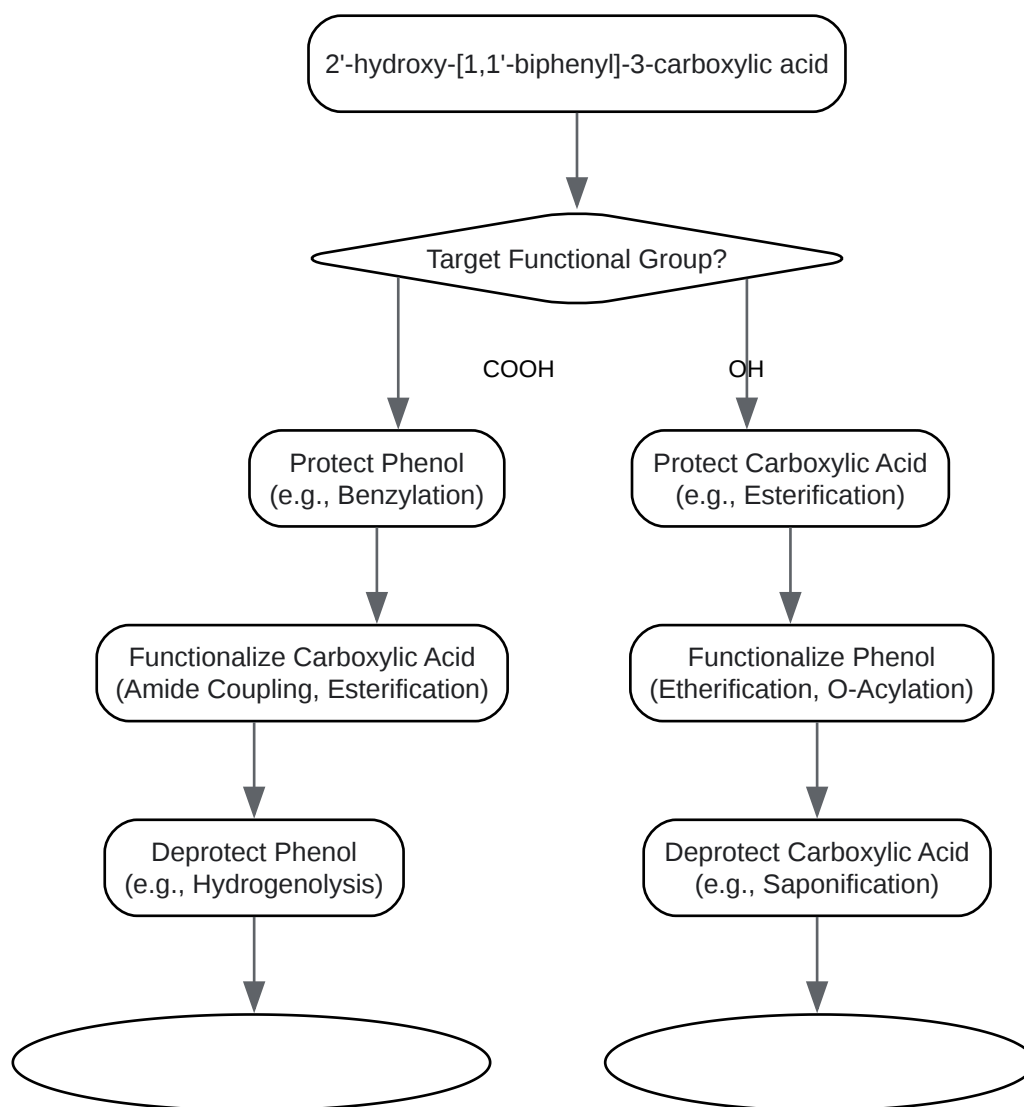 2'-hydroxy-[1,1'-biphenyl]-3-carboxylic acid
Target Functional Group?
COOH
OH
Protect Phenol
(e.g., Benzylation)
Protect Carboxylic Acid
(e.g., Esterification)
Functionalize Carboxylic Acid
(Amide Coupling, Esterification)
Functionalize Phenol
(Etherification, O-Acylation)
Deprotect Phenol
(e.g., Hydrogenolysis)
Deprotect Carboxylic Acid
(e.g., Saponification)